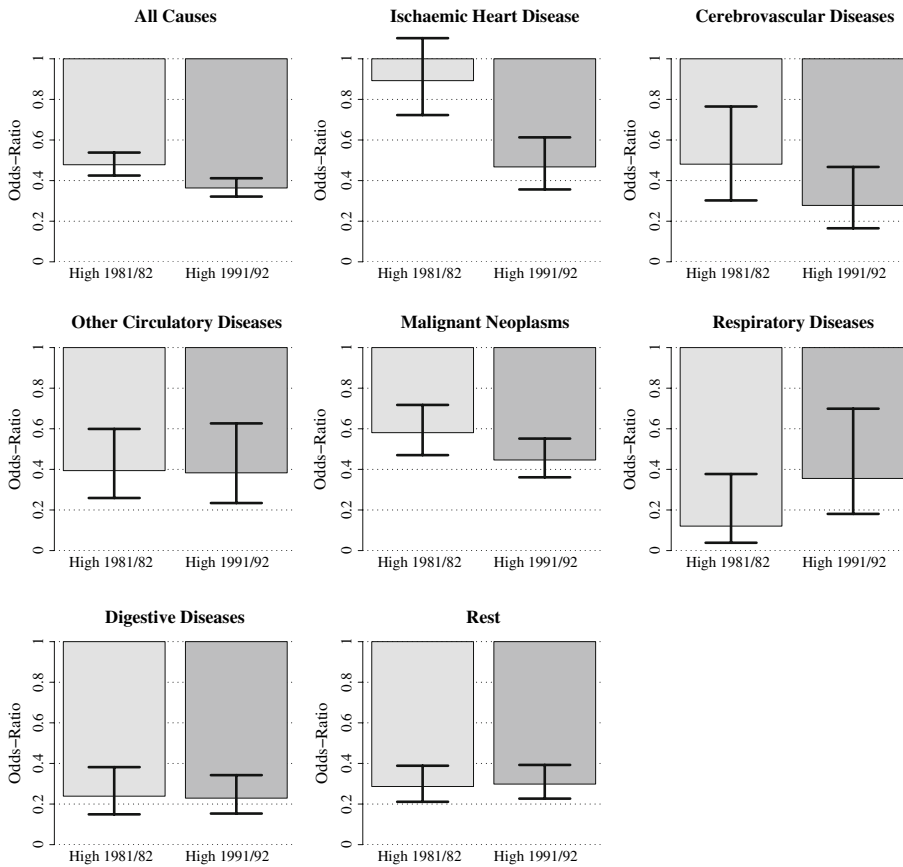 All Causes
Odds-Ratio
1
0.8
0.6
0.4
0.2
0
High 1981/82
High 1991/92
Ischaemic Heart Disease
Odds-Ratio
1
0.8
0.6
0.4
0.2
0
High 1981/82
High 1991/92
Cerebrovascular Diseases
Odds-Ratio
1
0.8
0.6
0.4
0.2
0
High 1981/82
High 1991/92
Other Circulatory Diseases
Odds-Ratio
1
0.8
0.6
0.4
0.2
0
High 1981/82
High 1991/92
Malignant Neoplasms
Odds-Ratio
1
0.8
0.6
0.4
0.2
0
High 1981/82
High 1991/92
Respiratory Diseases
Odds-Ratio
1
0.8
0.6
0.4
0.2
0
High 1981/82
High 1991/92
Digestive Diseases
Odds-Ratio
1
0.8
0.6
0.4
0.2
0
High 1981/82
High 1991/92
Rest
Odds-Ratio
1
0.8
0.6
0.4
0.2
0
High 1981/82
High 1991/92